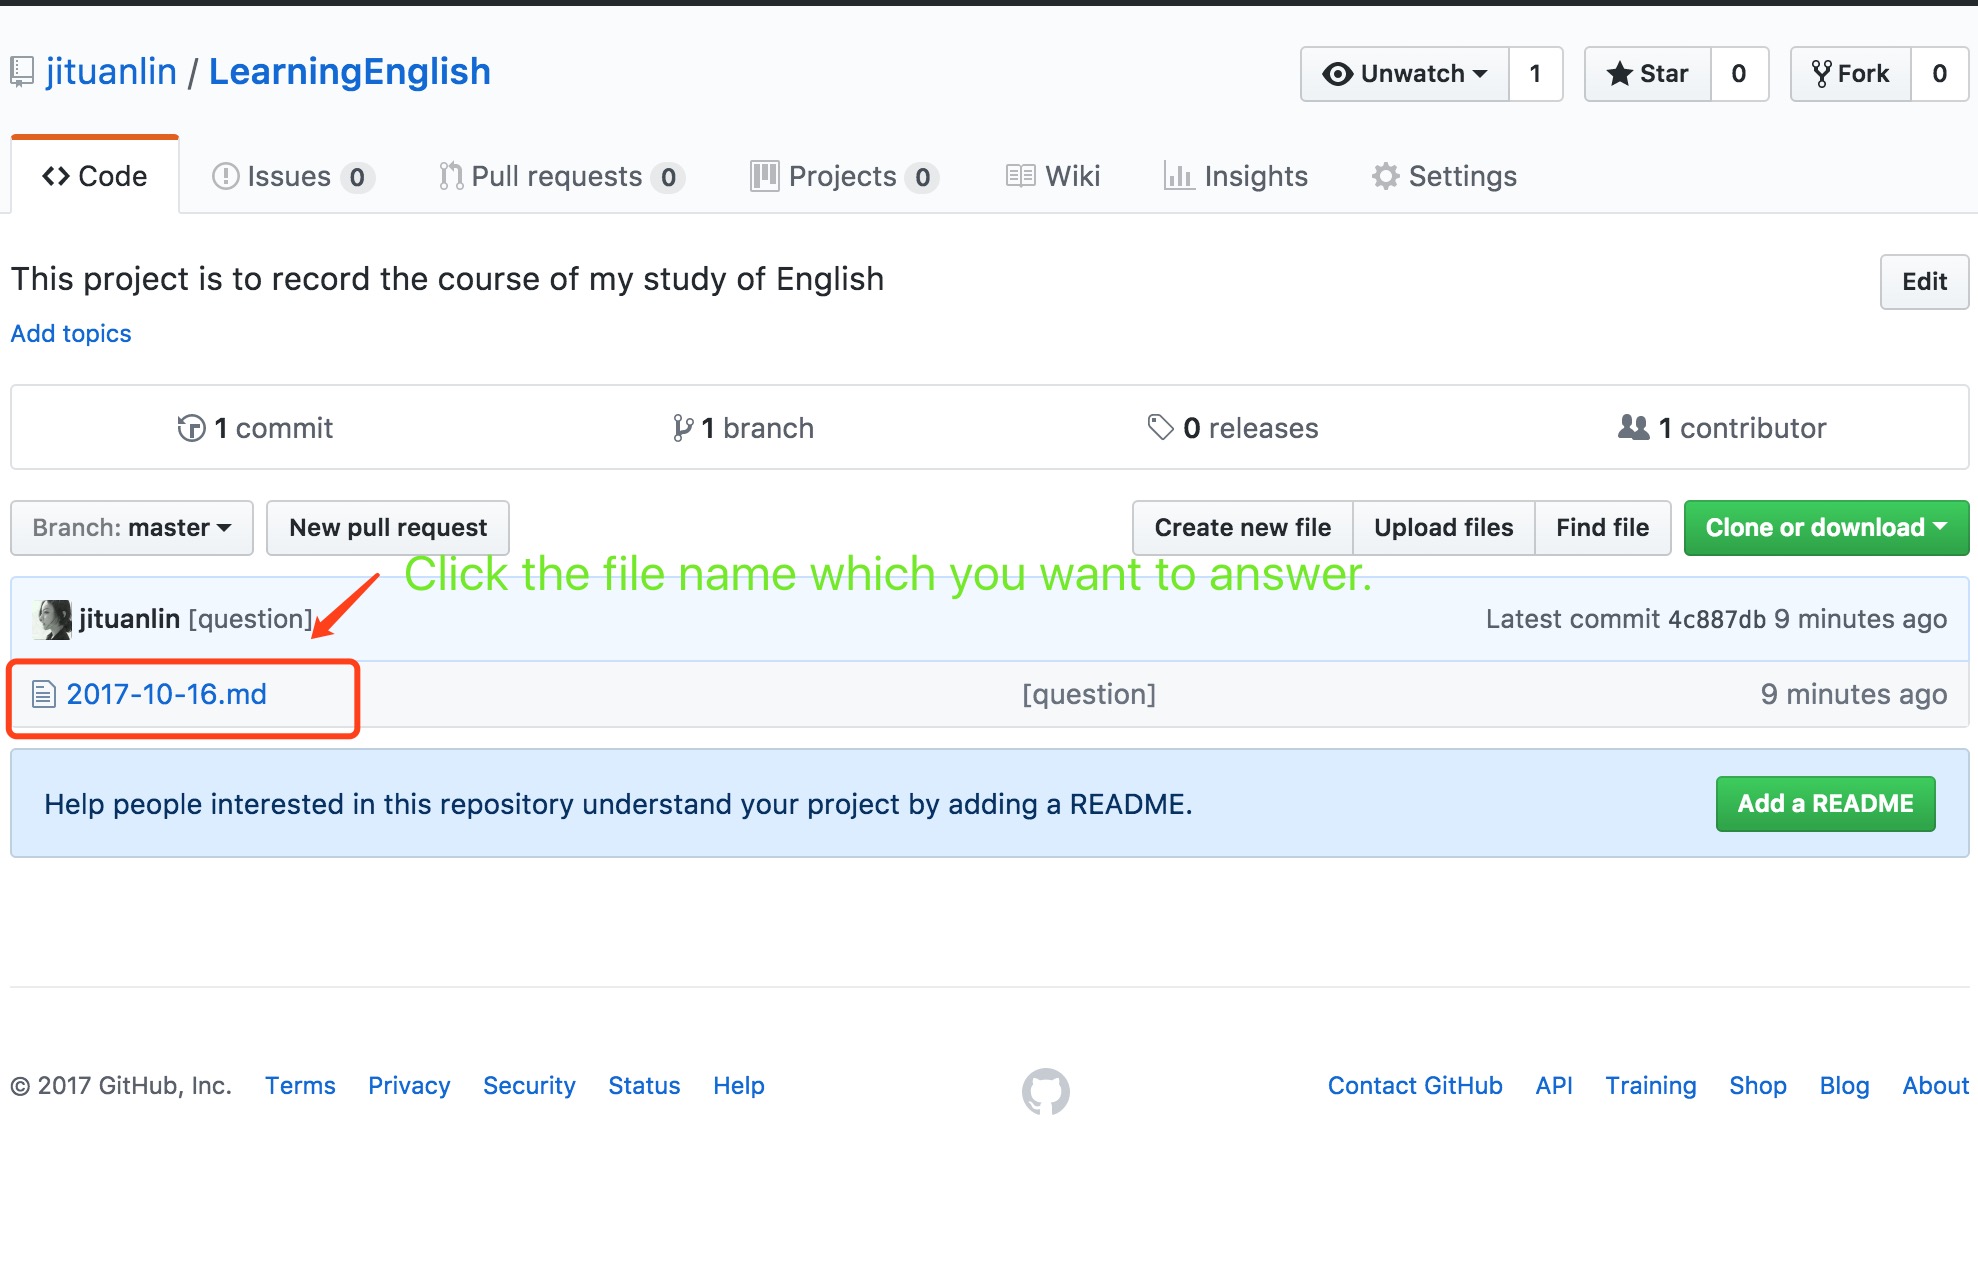 jituanlin / LearningEnglish
Unwatch 1 Star 0 Fork 0
Code Issues 0 Pull requests 0 Projects 0 Wiki Insights Settings
This project is to record the course of my study of English
Edit
Add topics
1 commit 1 branch 0 releases 1 contributor
Branch: master New pull request Create new file Upload files Find file Clone or download
Click the file name which you want to answer.
jituanlin [question] Latest commit 4c887db 9 minutes ago
2017-10-16.md [question] 9 minutes ago
Help people interested in this repository understand your project by adding a README. Add a README
© 2017 GitHub, Inc. Terms Privacy Security Status Help Contact GitHub API Training Shop Blog About